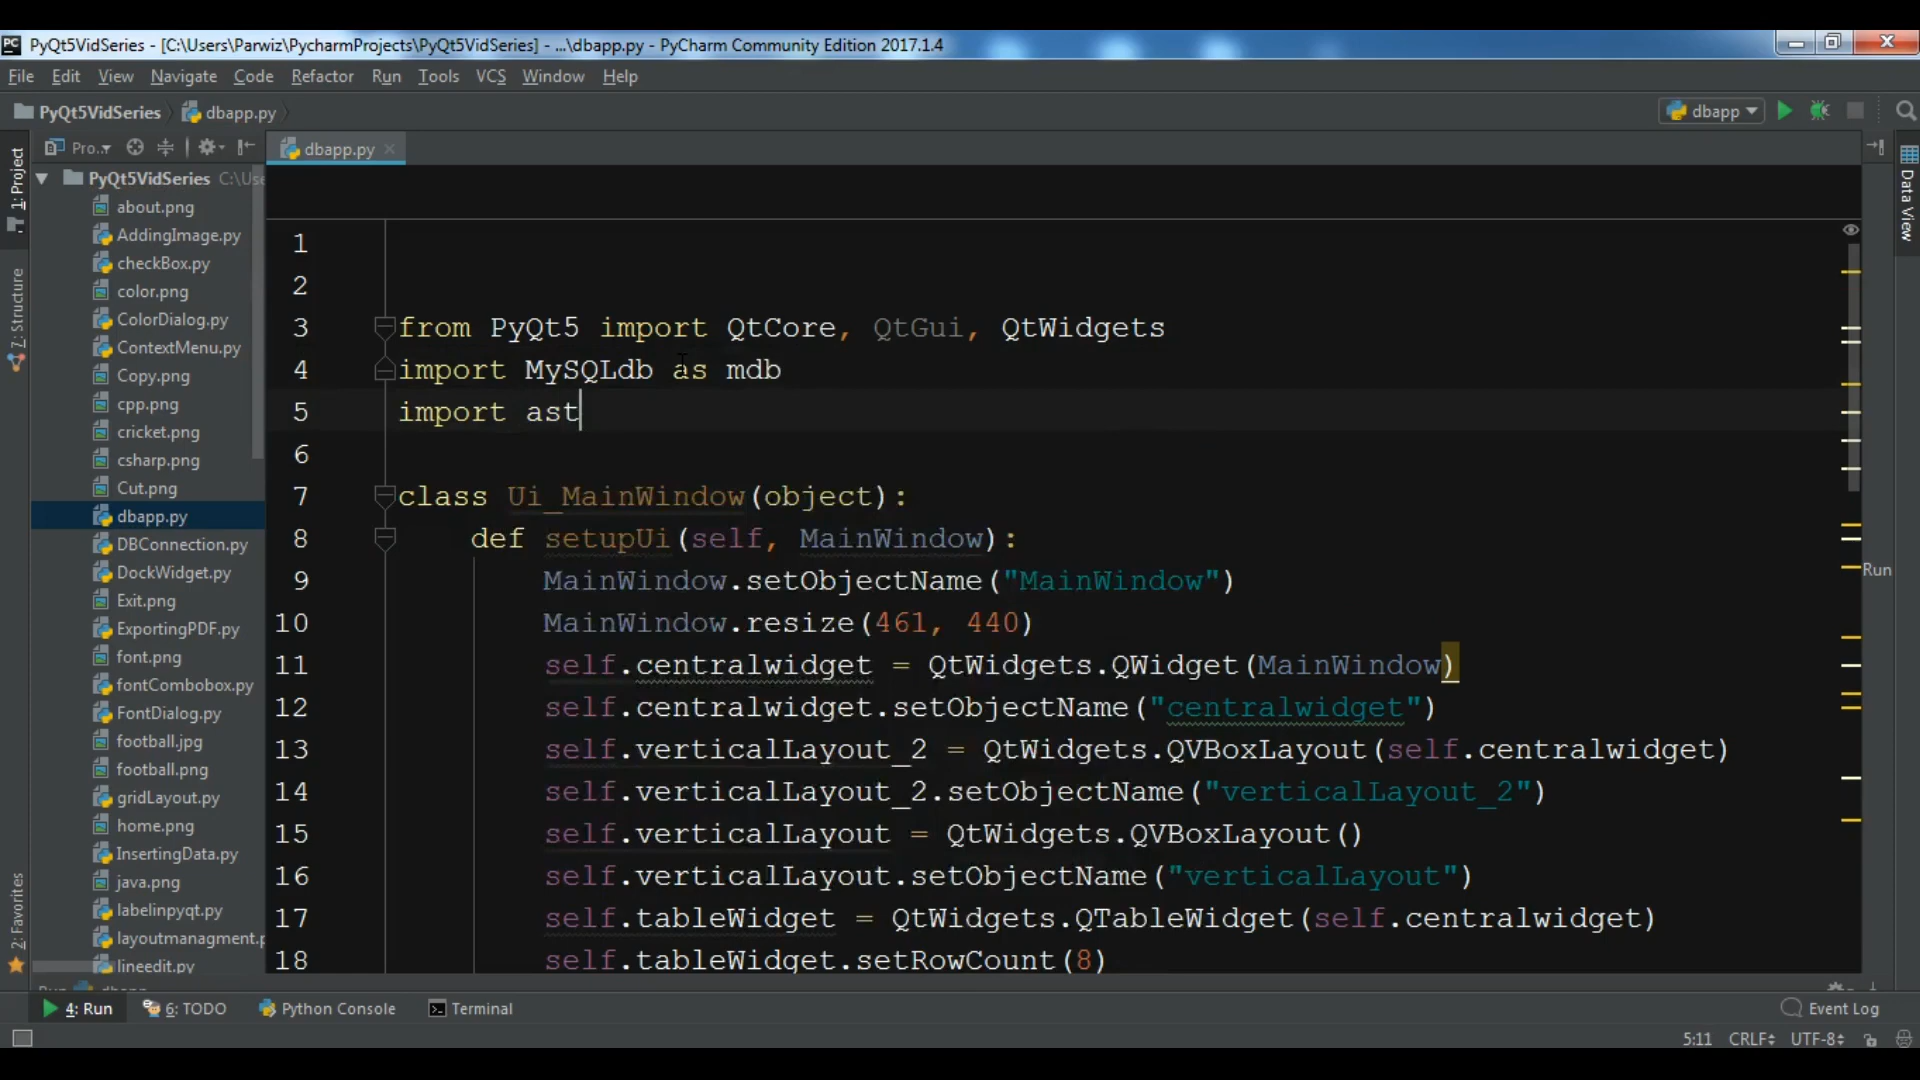 PyQt5VidSeries - [C:\Users\Parwiz\PycharmProjects\PyQt5VidSeries] - ...\dbapp.py - PyCharm Community Edition 2017.1.4
File Edit View Navigate Code Refactor Run Tools VCS Window Help
PyQt5VidSeries dbapp.py dbapp
Pro.. dbapp.py
1: Project
7: Structure
2: Favorites
PyQt5VidSeries C:\Use
about.png
AddingImage.py
checkBox.py
color.png
ColorDialog.py
ContextMenu.py
Copy.png
cpp.png
cricket.png
csharp.png
Cut.png
dbapp.py
DBConnection.py
DockWidget.py
Exit.png
ExportingPDF.py
font.png
fontCombobox.py
FontDialog.py
football.jpg
football.png
gridLayout.py
home.png
InsertingData.py
java.png
labelinpyqt.py
layoutmanagment.p
lineedit.py
1
2
3 from PyQt5 import QtCore, QtGui, QtWidgets
4 import MySQLdb as mdb
5 import ast
6
7 class Ui_MainWindow(object):
8 def setupUi(self, MainWindow):
9 MainWindow.setObjectName("MainWindow")
10 MainWindow.resize(461, 440)
11 self.centralwidget = QtWidgets.QWidget(MainWindow)
12 self.centralwidget.setObjectName("centralwidget")
13 self.verticalLayout_2 = QtWidgets.QVBoxLayout(self.centralwidget)
14 self.verticalLayout_2.setObjectName("verticalLayout_2")
15 self.verticalLayout = QtWidgets.QVBoxLayout()
16 self.verticalLayout.setObjectName("verticalLayout")
17 self.tableWidget = QtWidgets.QTableWidget(self.centralwidget)
18 self.tableWidget.setRowCount(8)
Data View
Run
4: Run 6: TODO Python Console Terminal Event Log
5:11 CRLF UTF-8